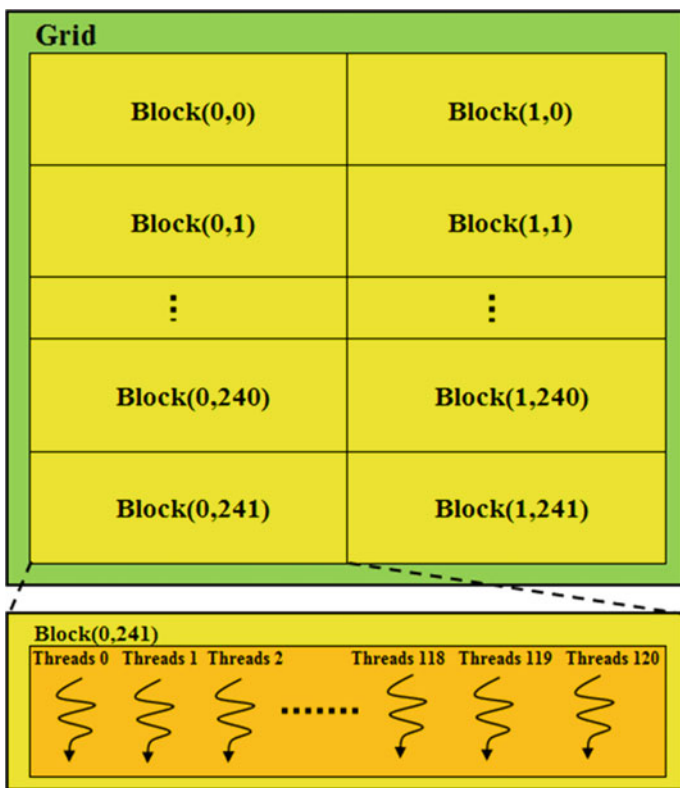 Grid
Block(0,0) Block(1,0)
Block(0,1) Block(1,1)
Block(0,240) Block(1,240)
Block(0,241) Block(1,241)
Block(0,241)
Threads 0 Threads 1 Threads 2 Threads 118 Threads 119 Threads 120